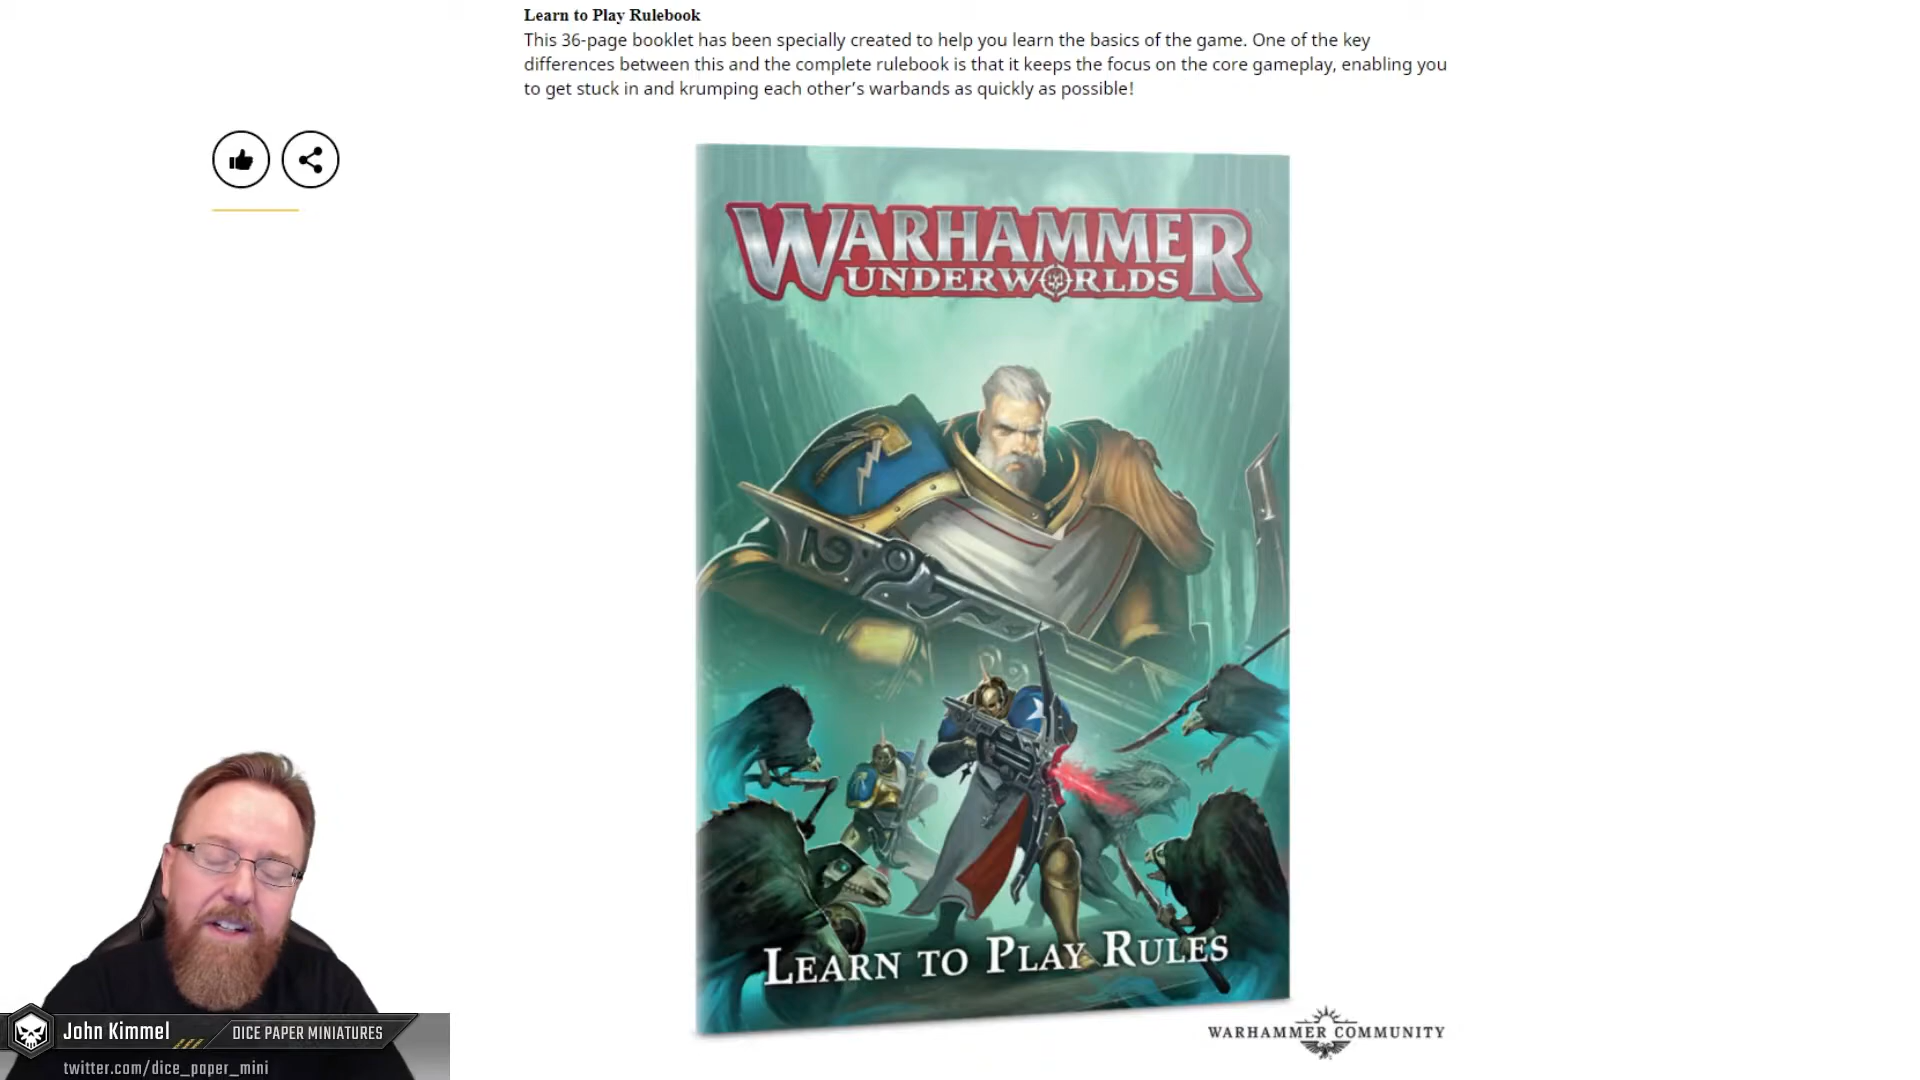 Learn to Play Rulebook
This 36-page booklet has been specially created to help you learn the basics of the game. One of the key
differences between this and the complete rulebook is that it keeps the focus on the core gameplay, enabling you
to get stuck in and krumping each other’s warbands as quickly as possible!
WARHAMMER
UNDERWORLDS
LEARN TO PLAY RULES
WARHAMMER COMMUNITY
John Kimmel
DICE PAPER MINIATURES
twitter.com/dice_paper_mini